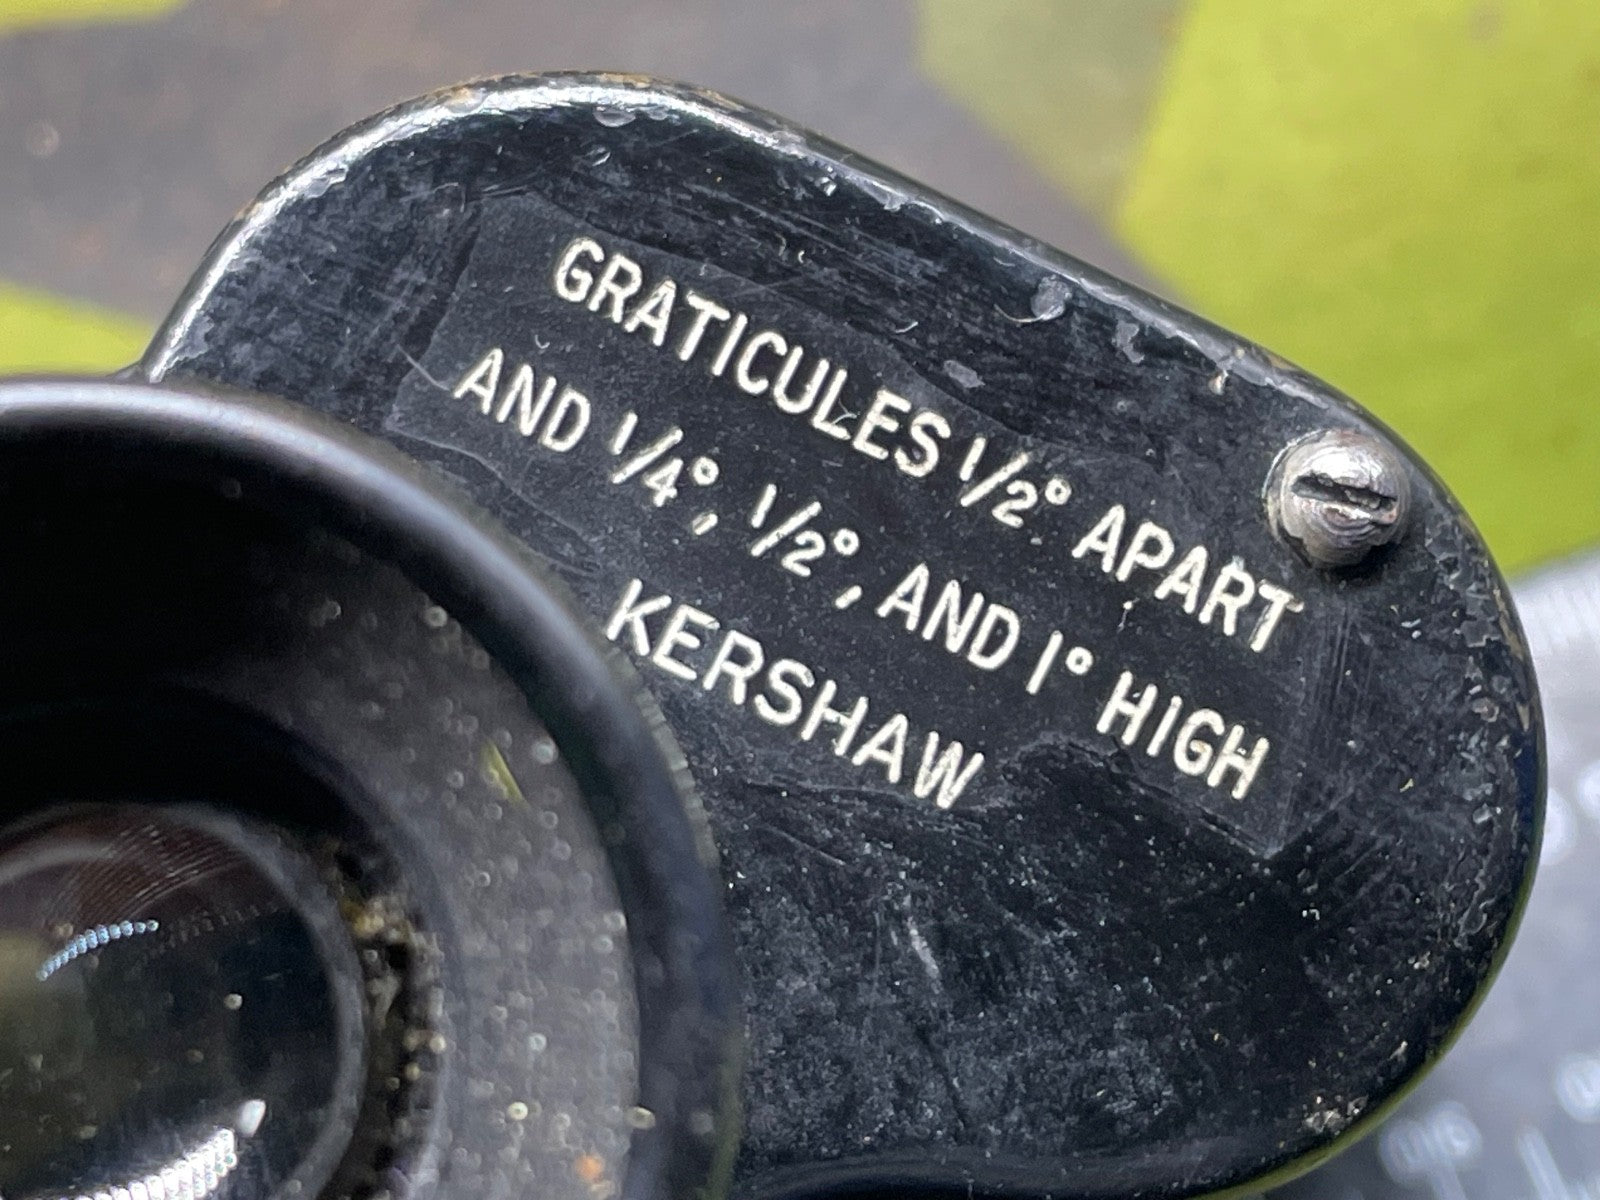 GRATICULES 1/2° APART
AND 1/4°, 1/2°, AND 1° HIGH
KERSHAW